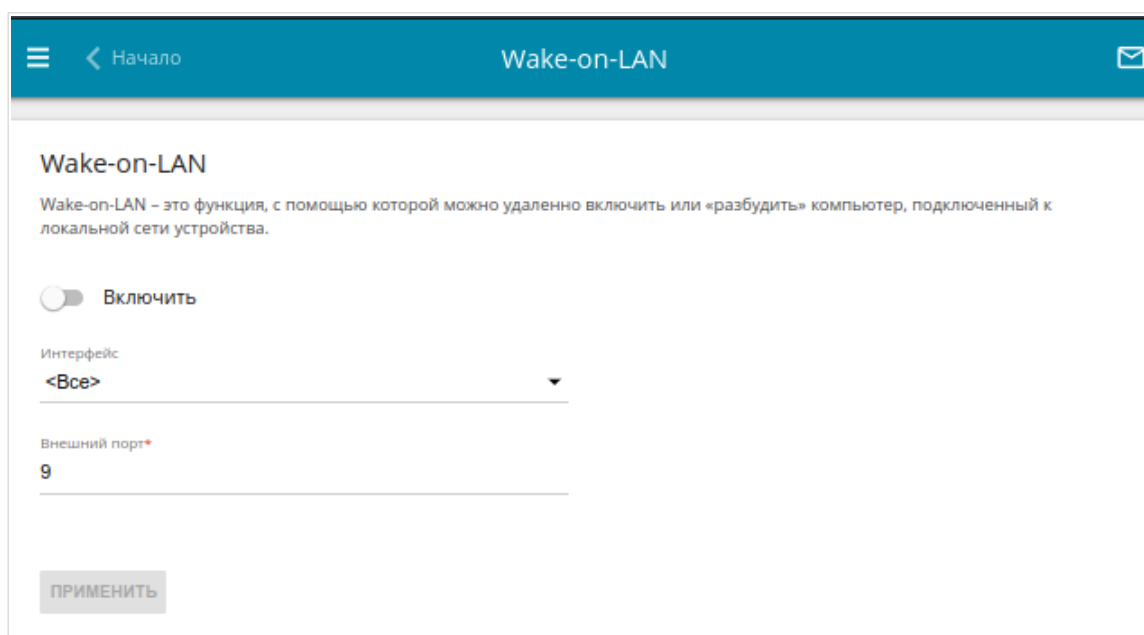 Начало
Wake-on-LAN
Wake-on-LAN
Wake-on-LAN – это функция, с помощью которой можно удаленно включить или «разбудить» компьютер, подключенный к
локальной сети устройства.
Включить
Интерфейс
<Все>
Внешний порт*
9
ПРИМЕНИТЬ